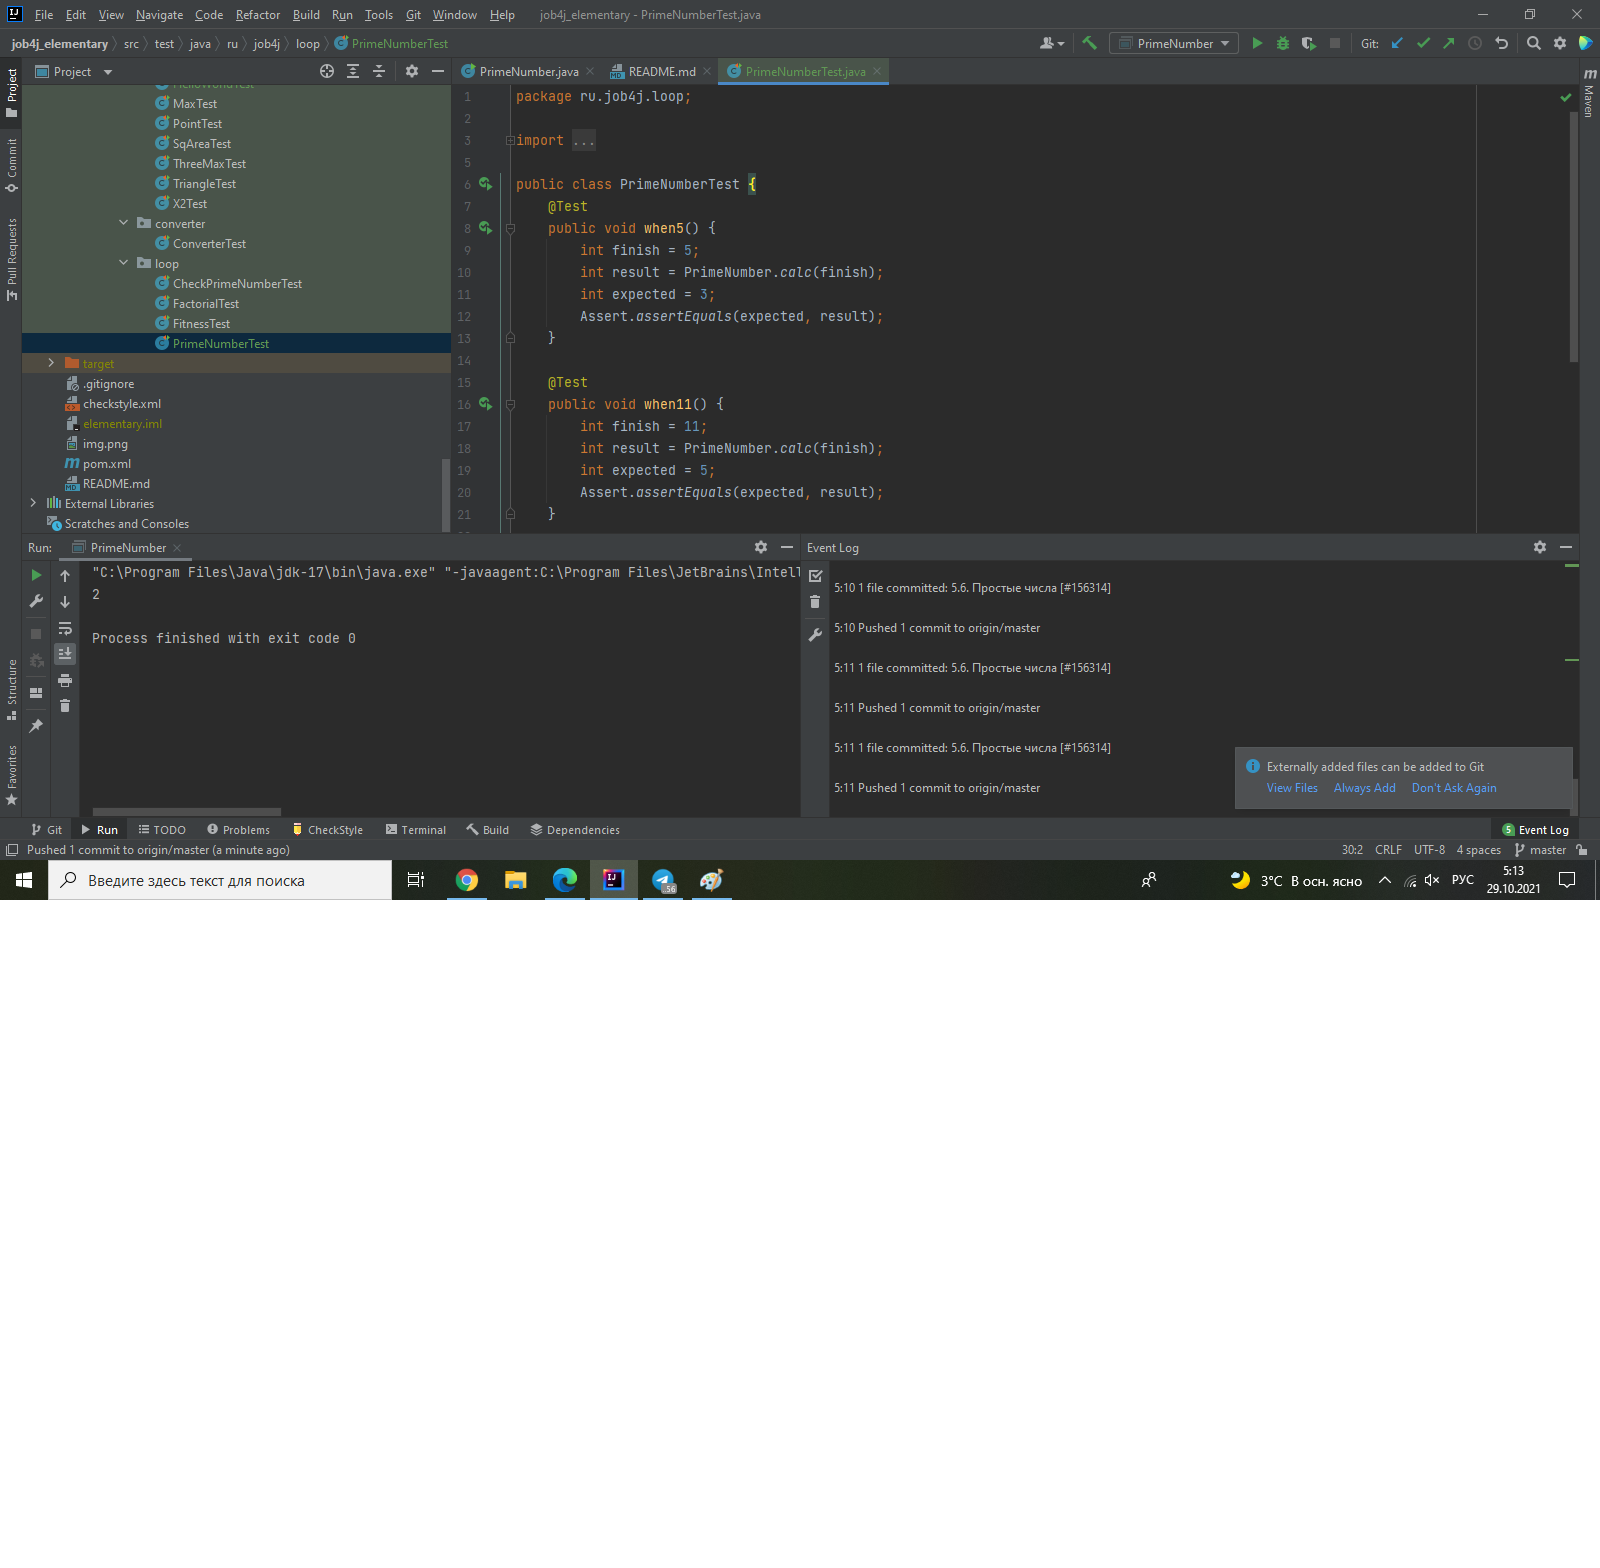 File Edit View Navigate Code Refactor Build Run Tools Git Window Help job4j_elementary - PrimeNumberTest.java
job4j_elementary src test java ru job4j loop PrimeNumberTest PrimeNumber Git:
Project
PrimeNumber.java README.md PrimeNumberTest.java
Project
Commit
Pull Requests
Structure
Favorites
Maven
HelloWorldTest
MaxTest
PointTest
SqAreaTest
ThreeMaxTest
TriangleTest
X2Test
converter
ConverterTest
loop
CheckPrimeNumberTest
FactorialTest
FitnessTest
PrimeNumberTest
target
.gitignore
checkstyle.xml
elementary.iml
img.png
pom.xml
README.md
External Libraries
Scratches and Consoles
1 package ru.job4j.loop;
2
3 import ...
5
6 public class PrimeNumberTest {
7 @Test
8 public void when5() {
9 int finish = 5;
10 int result = PrimeNumber.calc(finish);
11 int expected = 3;
12 Assert.assertEquals(expected, result);
13 }
14
15 @Test
16 public void when11() {
17 int finish = 11;
18 int result = PrimeNumber.calc(finish);
19 int expected = 5;
20 Assert.assertEquals(expected, result);
21 }
Run: PrimeNumber
"C:\Program Files\Java\jdk-17\bin\java.exe" "-javaagent:C:\Program Files\JetBrains\Intell
2
Process finished with exit code 0
Event Log
5:10 1 file committed: 5.6. Простые числа [#156314]
5:10 Pushed 1 commit to origin/master
5:11 1 file committed: 5.6. Простые числа [#156314]
5:11 Pushed 1 commit to origin/master
5:11 1 file committed: 5.6. Простые числа [#156314]
5:11 Pushed 1 commit to origin/master
Externally added files can be added to Git
View Files Always Add Don't Ask Again
Git Run TODO Problems CheckStyle Terminal Build Dependencies 5 Event Log
Pushed 1 commit to origin/master (a minute ago) 30:2 CRLF UTF-8 4 spaces master
Введите здесь текст для поиска .56 3°C В осн. ясно РУС 5:13
29.10.2021